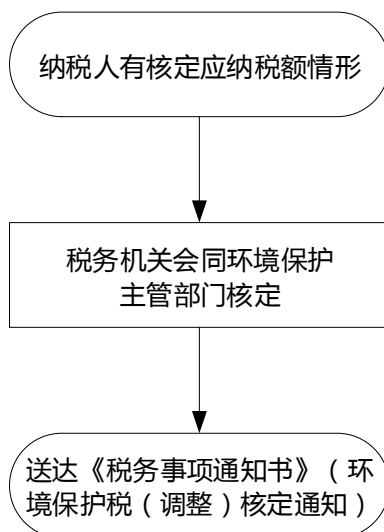 纳税人有核定应纳税额情形
税务机关会同环境保护
主管部门核定
送达《税务事项通知书》（环
境保护税（调整）核定通知）